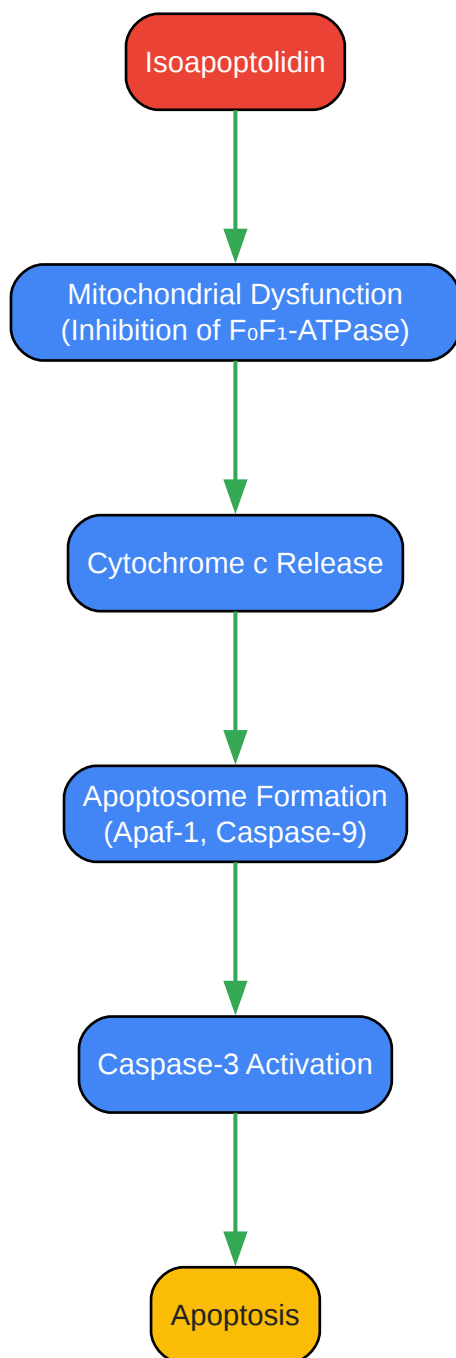 Isoapoptolidin
Mitochondrial Dysfunction
(Inhibition of F₀F₁-ATPase)
Cytochrome c Release
Apoptosome Formation
(Apaf-1, Caspase-9)
Caspase-3 Activation
Apoptosis